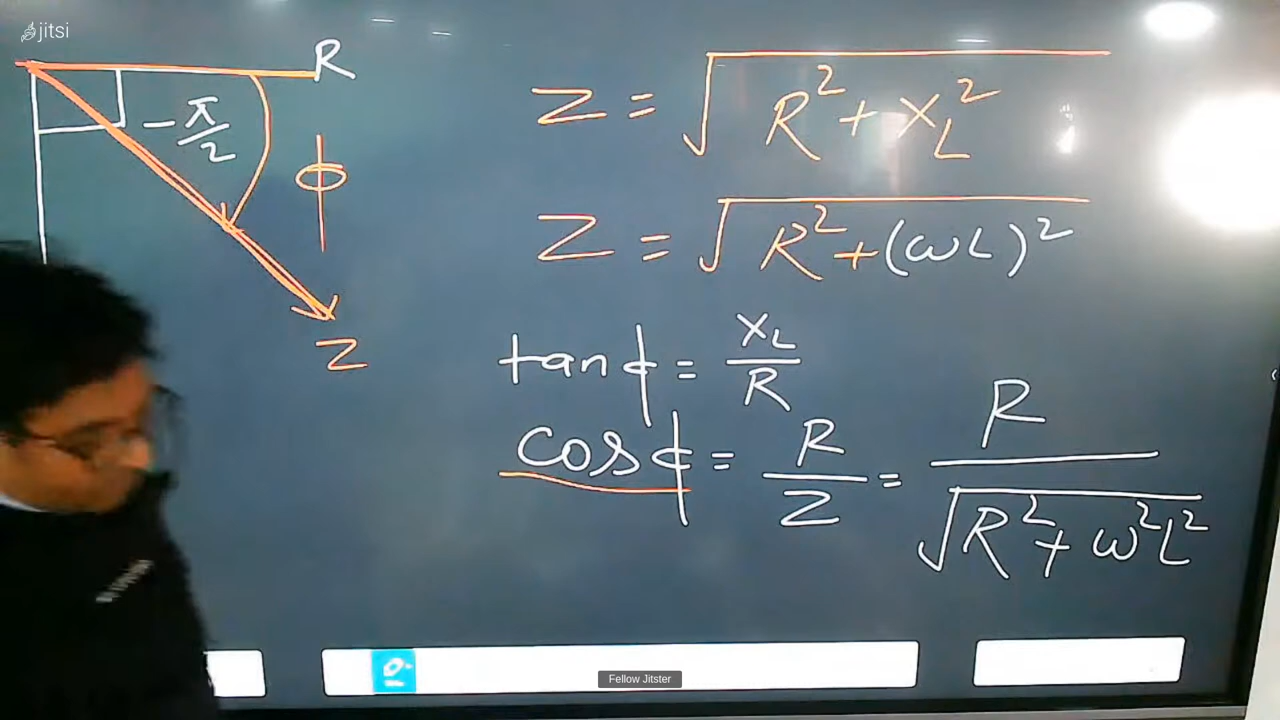 jitsi
R
-π/2
ϕ
Z
Z = √(R² + X_L²)
Z = √(R² + (ωL)²)
tan ϕ = X_L/R
cos ϕ = R/Z = R/√(R² + ω²L²)
Fellow Jitster